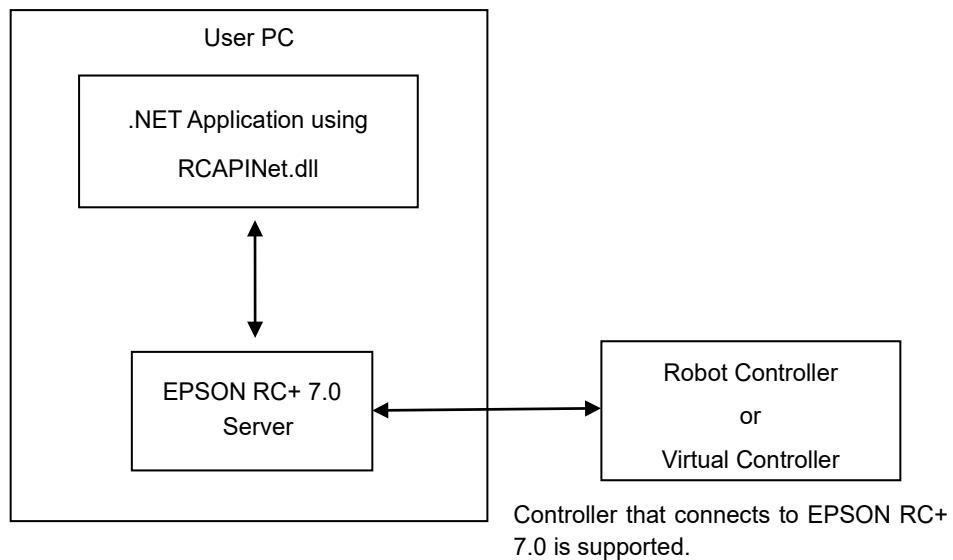 User PC
.NET Application using
RCAPINet.dll
EPSON RC+ 7.0
Server
Robot Controller
or
Virtual Controller
Controller that connects to EPSON RC+
7.0 is supported.